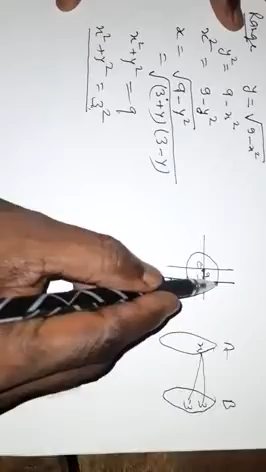 Range
y = √9-x²
y² = 9-x²
x² = 9-y²
x = √9-y²
= √(3+y)(3-y)
x²+y² = 9
x²+y² = 3²
A B
x